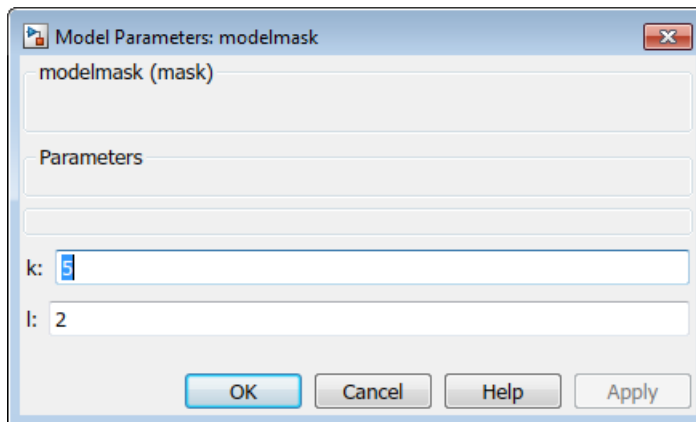 Model Parameters: modelmask
modelmask (mask)
Parameters
k: 5
l: 2
OK Cancel Help Apply